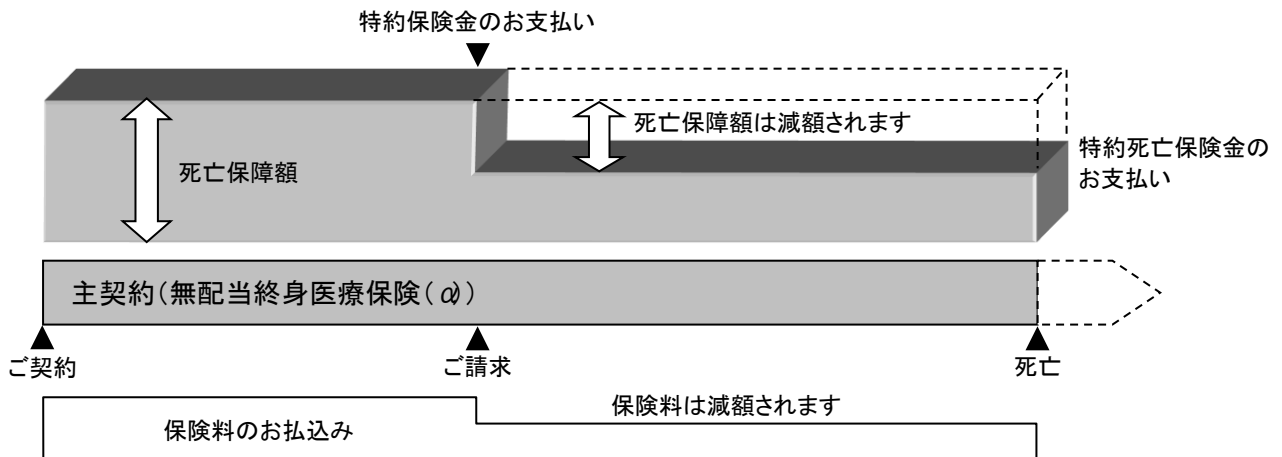 特約保険金のお支払い
死亡保障額は減額されます
死亡保障額
特約死亡保険金の
お支払い
主契約(無配当終身医療保険(α))
ご契約
ご請求
死亡
保険料は減額されます
保険料のお払込み